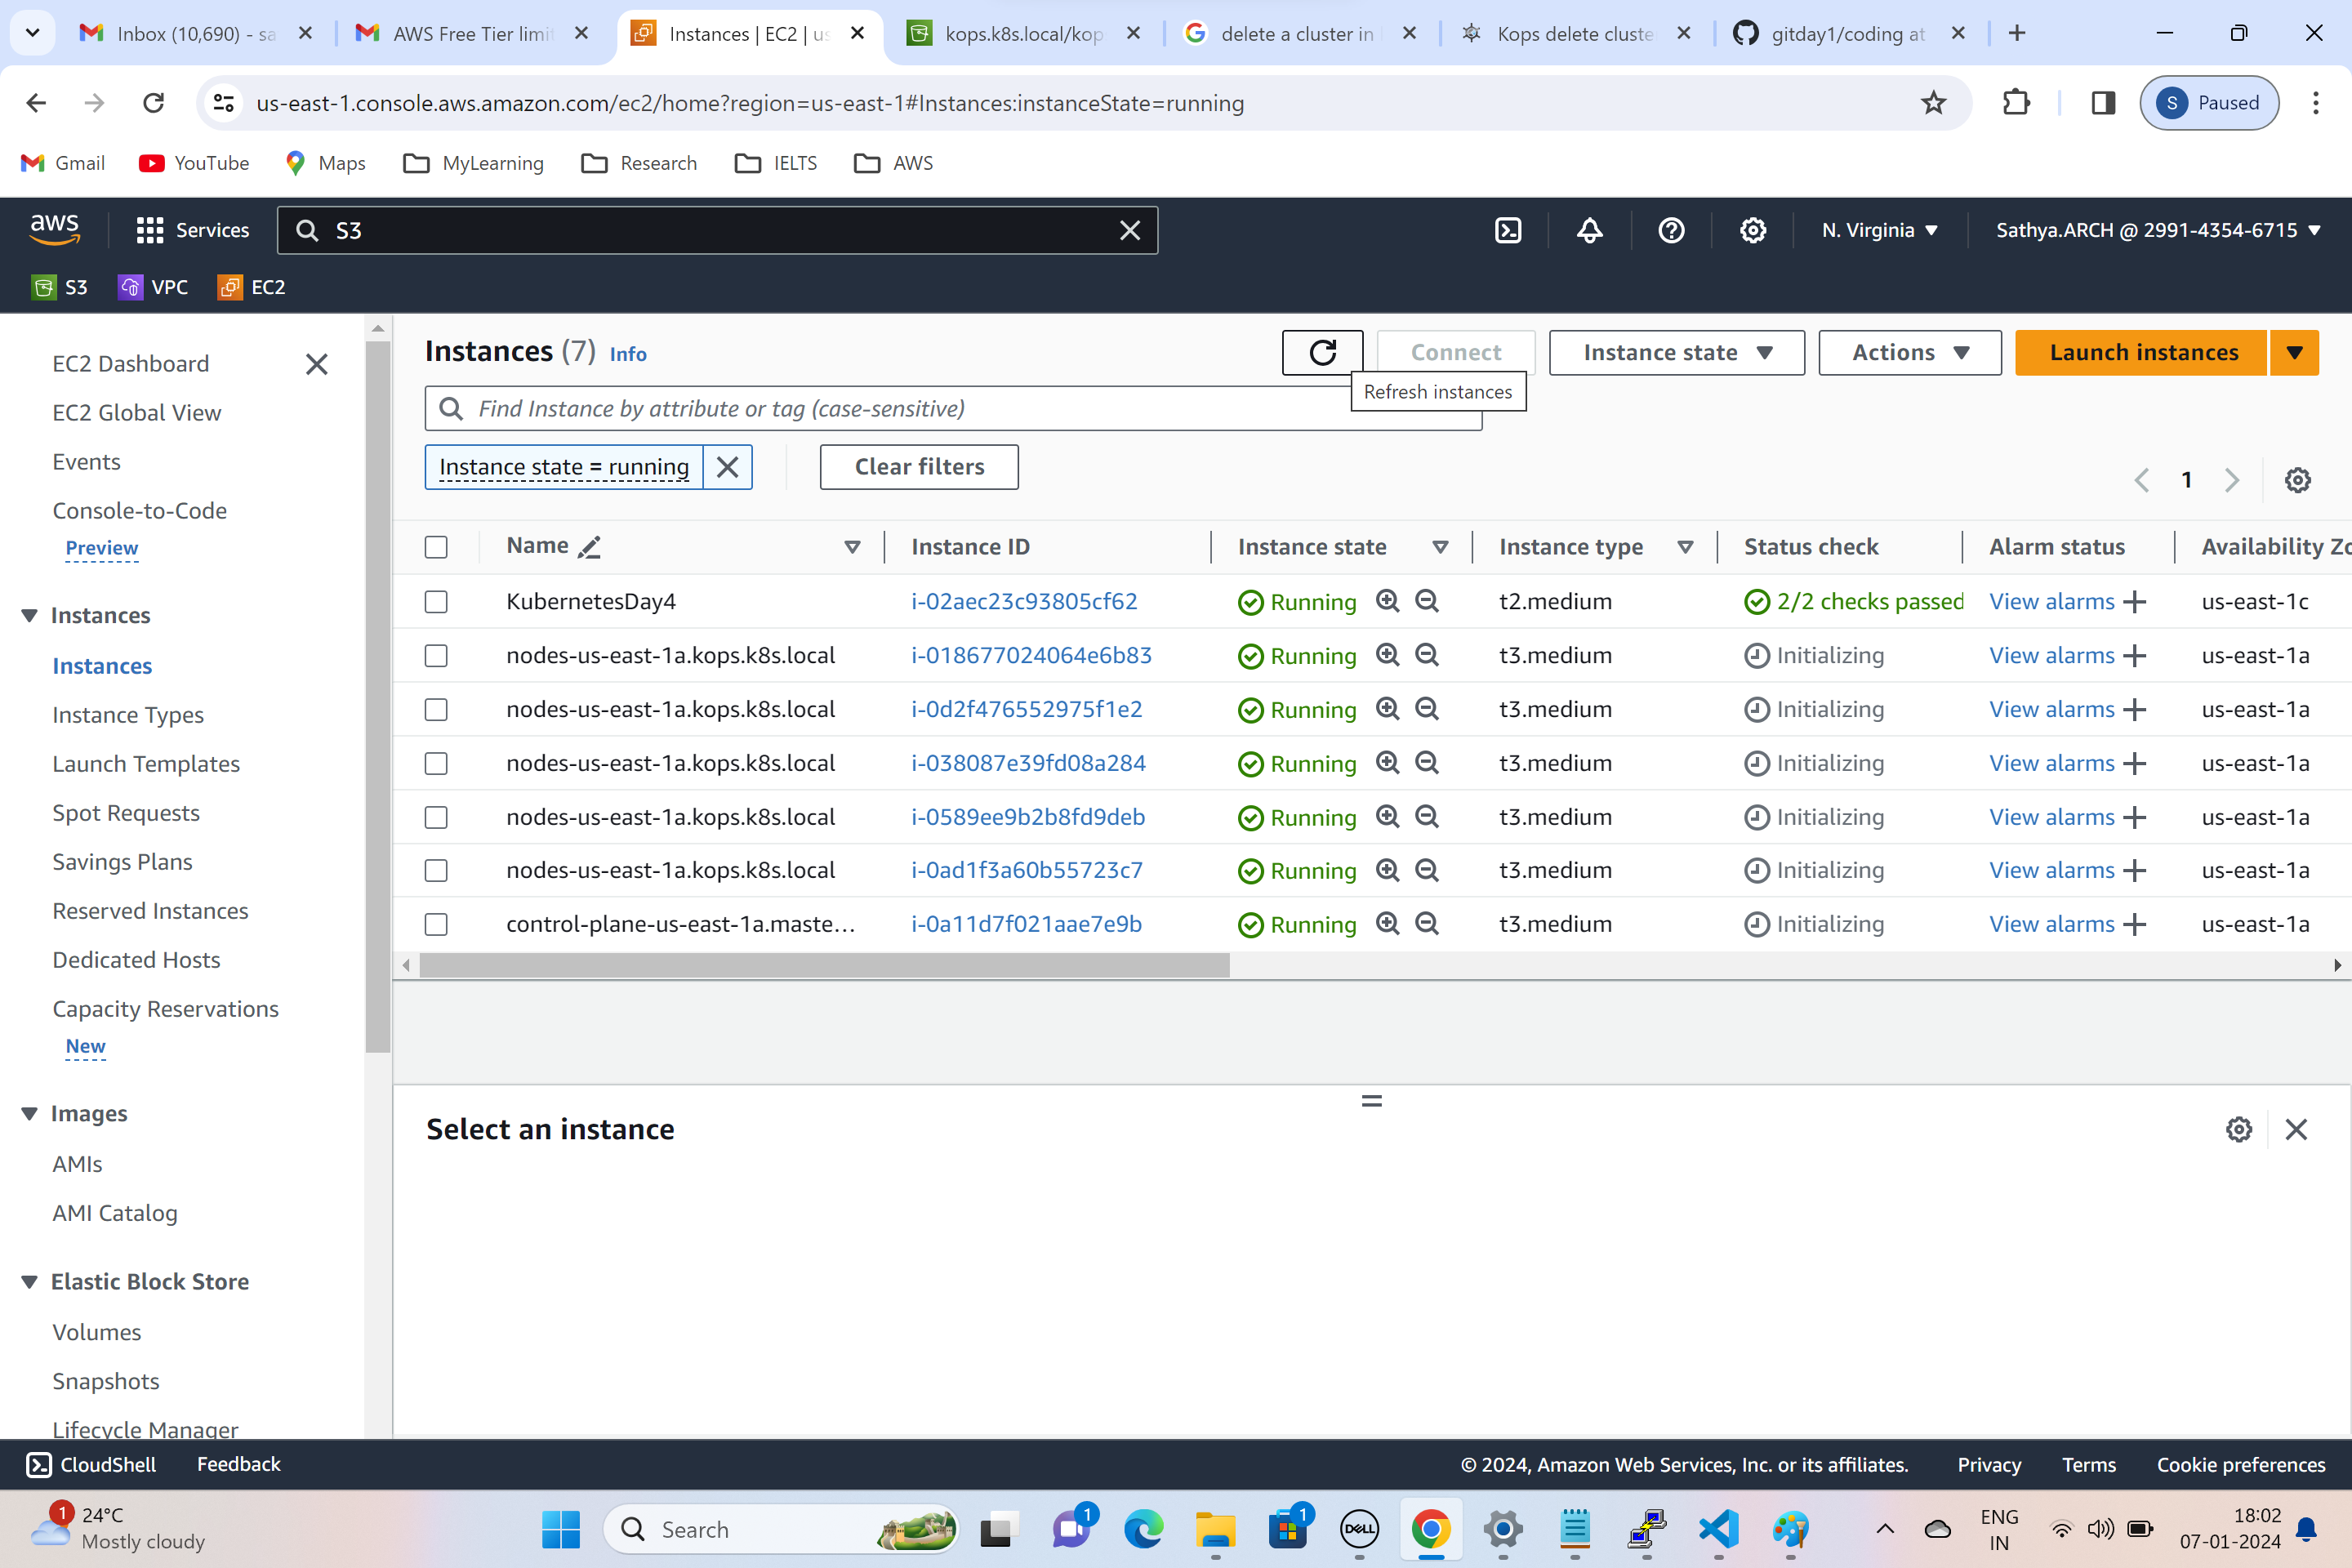 Inbox (10,690) - sa
AWS Free Tier limi
Instances | EC2 | us
kops.k8s.local/kop
delete a cluster in
Kops delete cluste
gitday1/coding at
us-east-1.console.aws.amazon.com/ec2/home?region=us-east-1#Instances:instanceState=running
S
Paused
Gmail
YouTube
Maps
MyLearning
Research
IELTS
AWS
aws
Services
S3
N. Virginia
Sathya.ARCH @ 2991-4354-6715
S3
VPC
EC2
EC2 Dashboard
EC2 Global View
Events
Console-to-Code
Preview
Instances
Instances
Instance Types
Launch Templates
Spot Requests
Savings Plans
Reserved Instances
Dedicated Hosts
Capacity Reservations
New
Images
AMIs
AMI Catalog
Elastic Block Store
Volumes
Snapshots
Lifecycle Manager
Instances (7) Info
Connect
Instance state
Actions
Launch instances
Refresh instances
Find Instance by attribute or tag (case-sensitive)
Instance state = running
Clear filters
1
Name Instance ID Instance state Instance type Status check Alarm status Availability Zo
KubernetesDay4 i-02aec23c93805cf62 Running t2.medium 2/2 checks passed View alarms us-east-1c
nodes-us-east-1a.kops.k8s.local i-018677024064e6b83 Running t3.medium Initializing View alarms us-east-1a
nodes-us-east-1a.kops.k8s.local i-0d2f476552975f1e2 Running t3.medium Initializing View alarms us-east-1a
nodes-us-east-1a.kops.k8s.local i-038087e39fd08a284 Running t3.medium Initializing View alarms us-east-1a
nodes-us-east-1a.kops.k8s.local i-0589ee9b2b8fd9deb Running t3.medium Initializing View alarms us-east-1a
nodes-us-east-1a.kops.k8s.local i-0ad1f3a60b55723c7 Running t3.medium Initializing View alarms us-east-1a
control-plane-us-east-1a.maste... i-0a11d7f021aae7e9b Running t3.medium Initializing View alarms us-east-1a
Select an instance
CloudShell
Feedback
© 2024, Amazon Web Services, Inc. or its affiliates.
Privacy
Terms
Cookie preferences
1
24°C
Mostly cloudy
Search
1
1
DELL
ENG
IN
18:02
07-01-2024